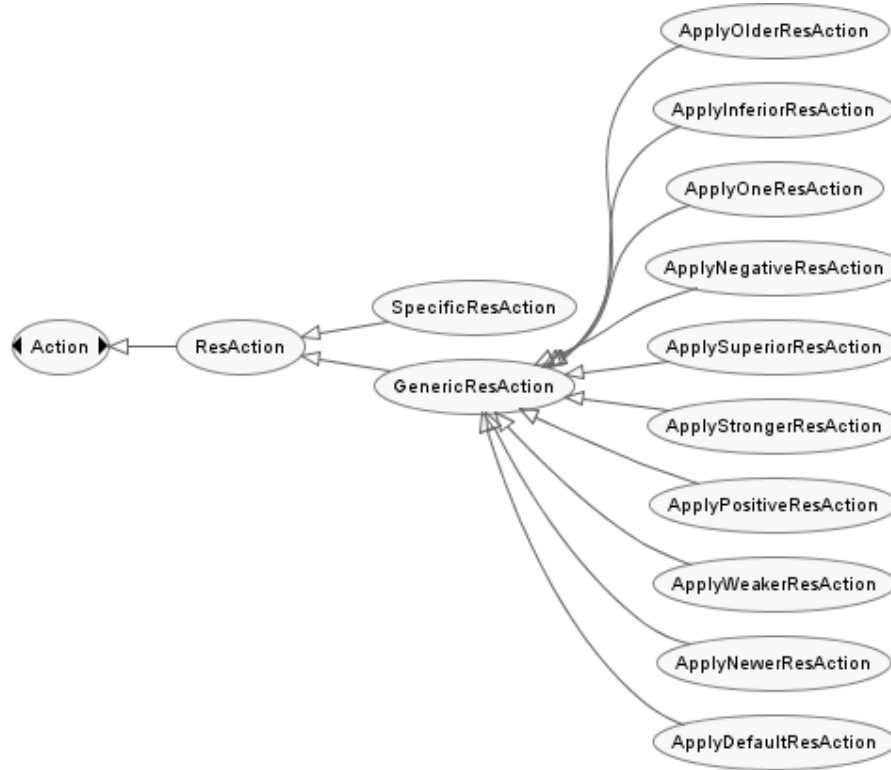 ApplyOlderResAction
ApplyInferiorResAction
ApplyOneResAction
ApplyNegativeResAction
SpecificResAction
Action
ResAction
ApplySuperiorResAction
GenericResAction
ApplyStrongerResAction
ApplyPositiveResAction
ApplyWeakerResAction
ApplyNewerResAction
ApplyDefaultResAction